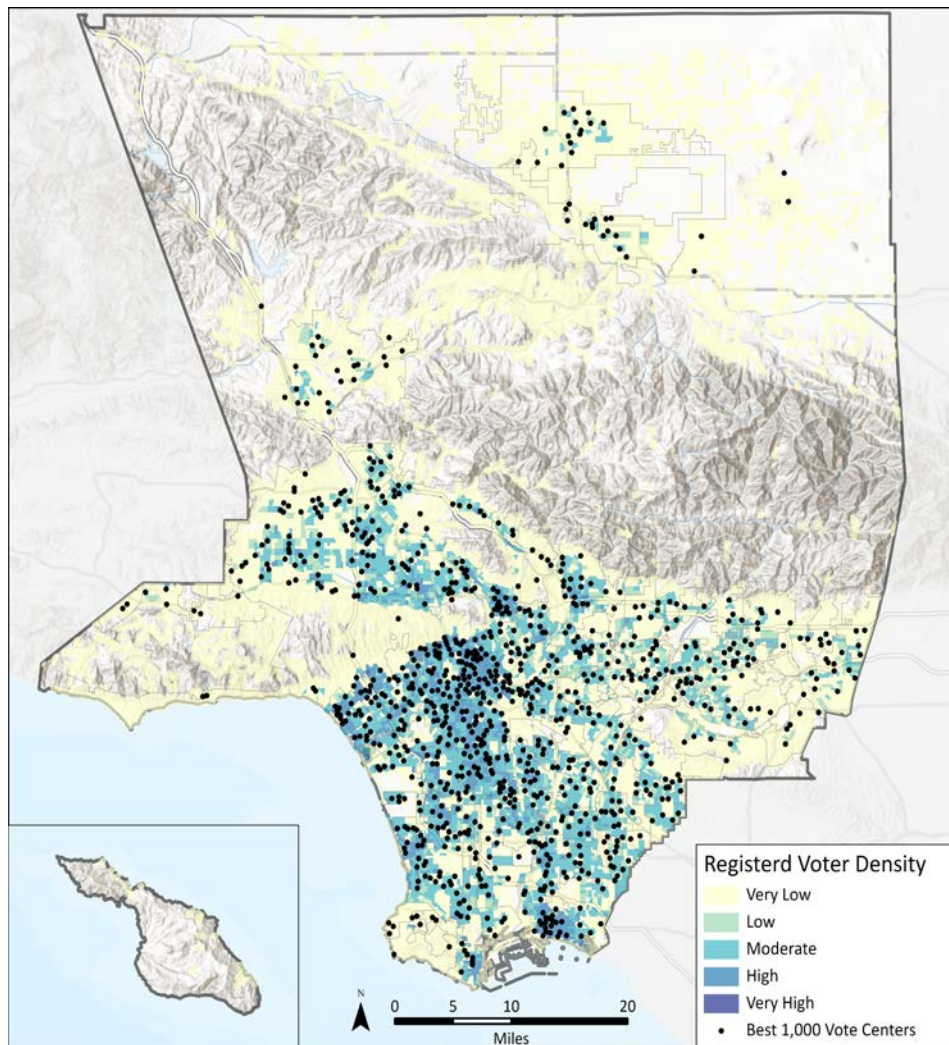 Registerd Voter Density
Very Low
Low
Moderate
High
Very High
Best 1,000 Vote Centers
N
0 5 10 20
Miles